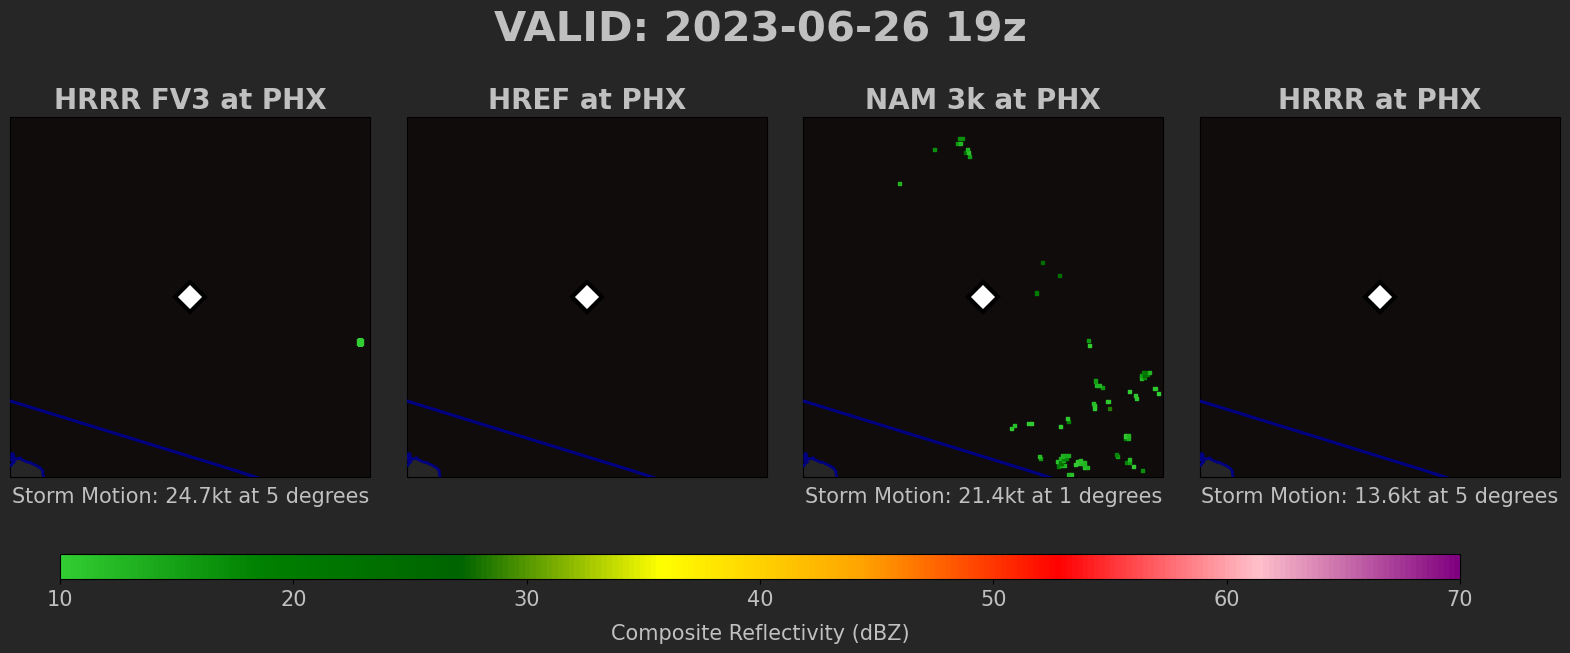 VALID: 2023-06-26 19z
HRRR FV3 at PHX
HREF at PHX
NAM 3k at PHX
HRRR at PHX
Storm Motion: 24.7kt at 5 degrees
Storm Motion: 21.4kt at 1 degrees
Storm Motion: 13.6kt at 5 degrees
10 20 30 40 50 60 70
Composite Reflectivity (dBZ)